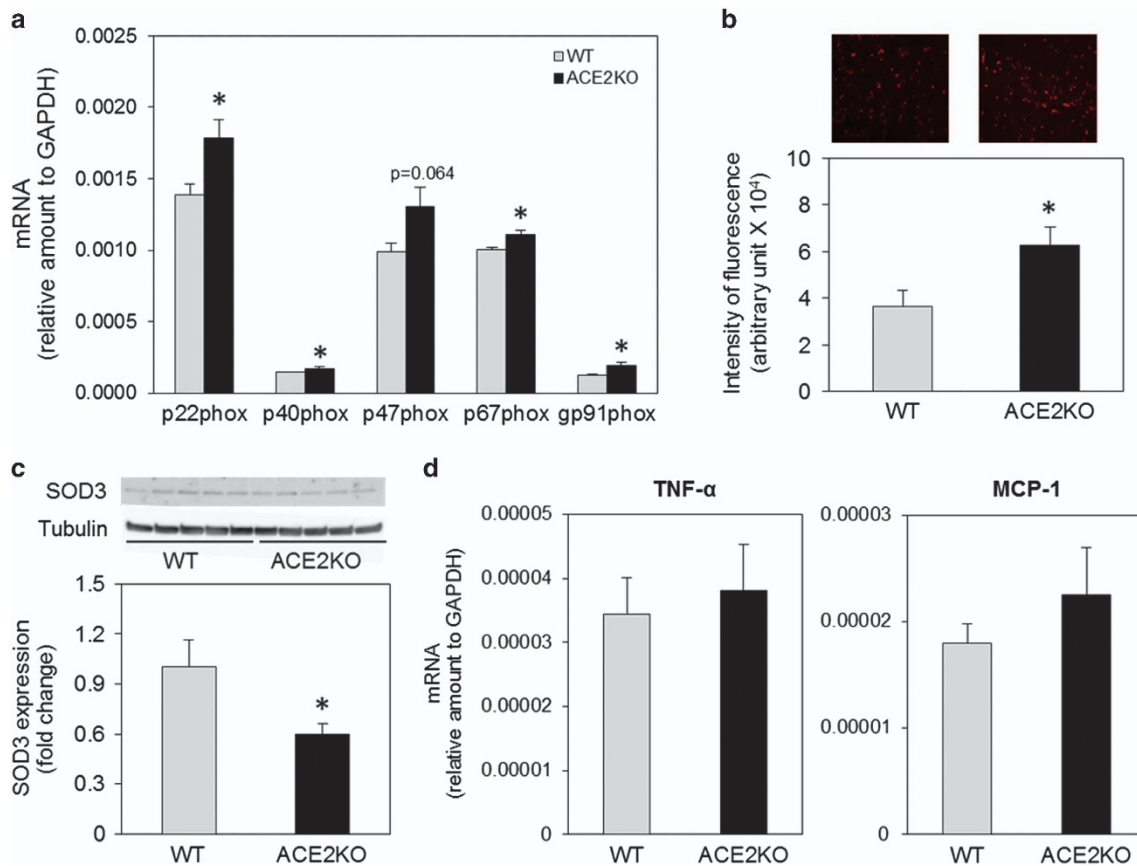 a
mRNA
(relative amount to GAPDH)
0.0025
0.0020
0.0015
0.0010
0.0005
0.0000
WT
ACE2KO
*
*
p=0.064
*
*
p22phox
p40phox
p47phox
p67phox
gp91phox
b
Intensity of fluorescence
(arbitrary unit X 10⁴)
10
8
6
4
2
0
*
WT
ACE2KO
c
SOD3
Tubulin
WT
ACE2KO
SOD3 expression
(fold change)
1.5
1.2
0.9
0.6
0.3
0
*
WT
ACE2KO
d
TNF-α
mRNA
(relative amount to GAPDH)
0.00005
0.00004
0.00003
0.00002
0.00001
0
WT
ACE2KO
MCP-1
0.00003
0.00002
0.00001
0
WT
ACE2KO